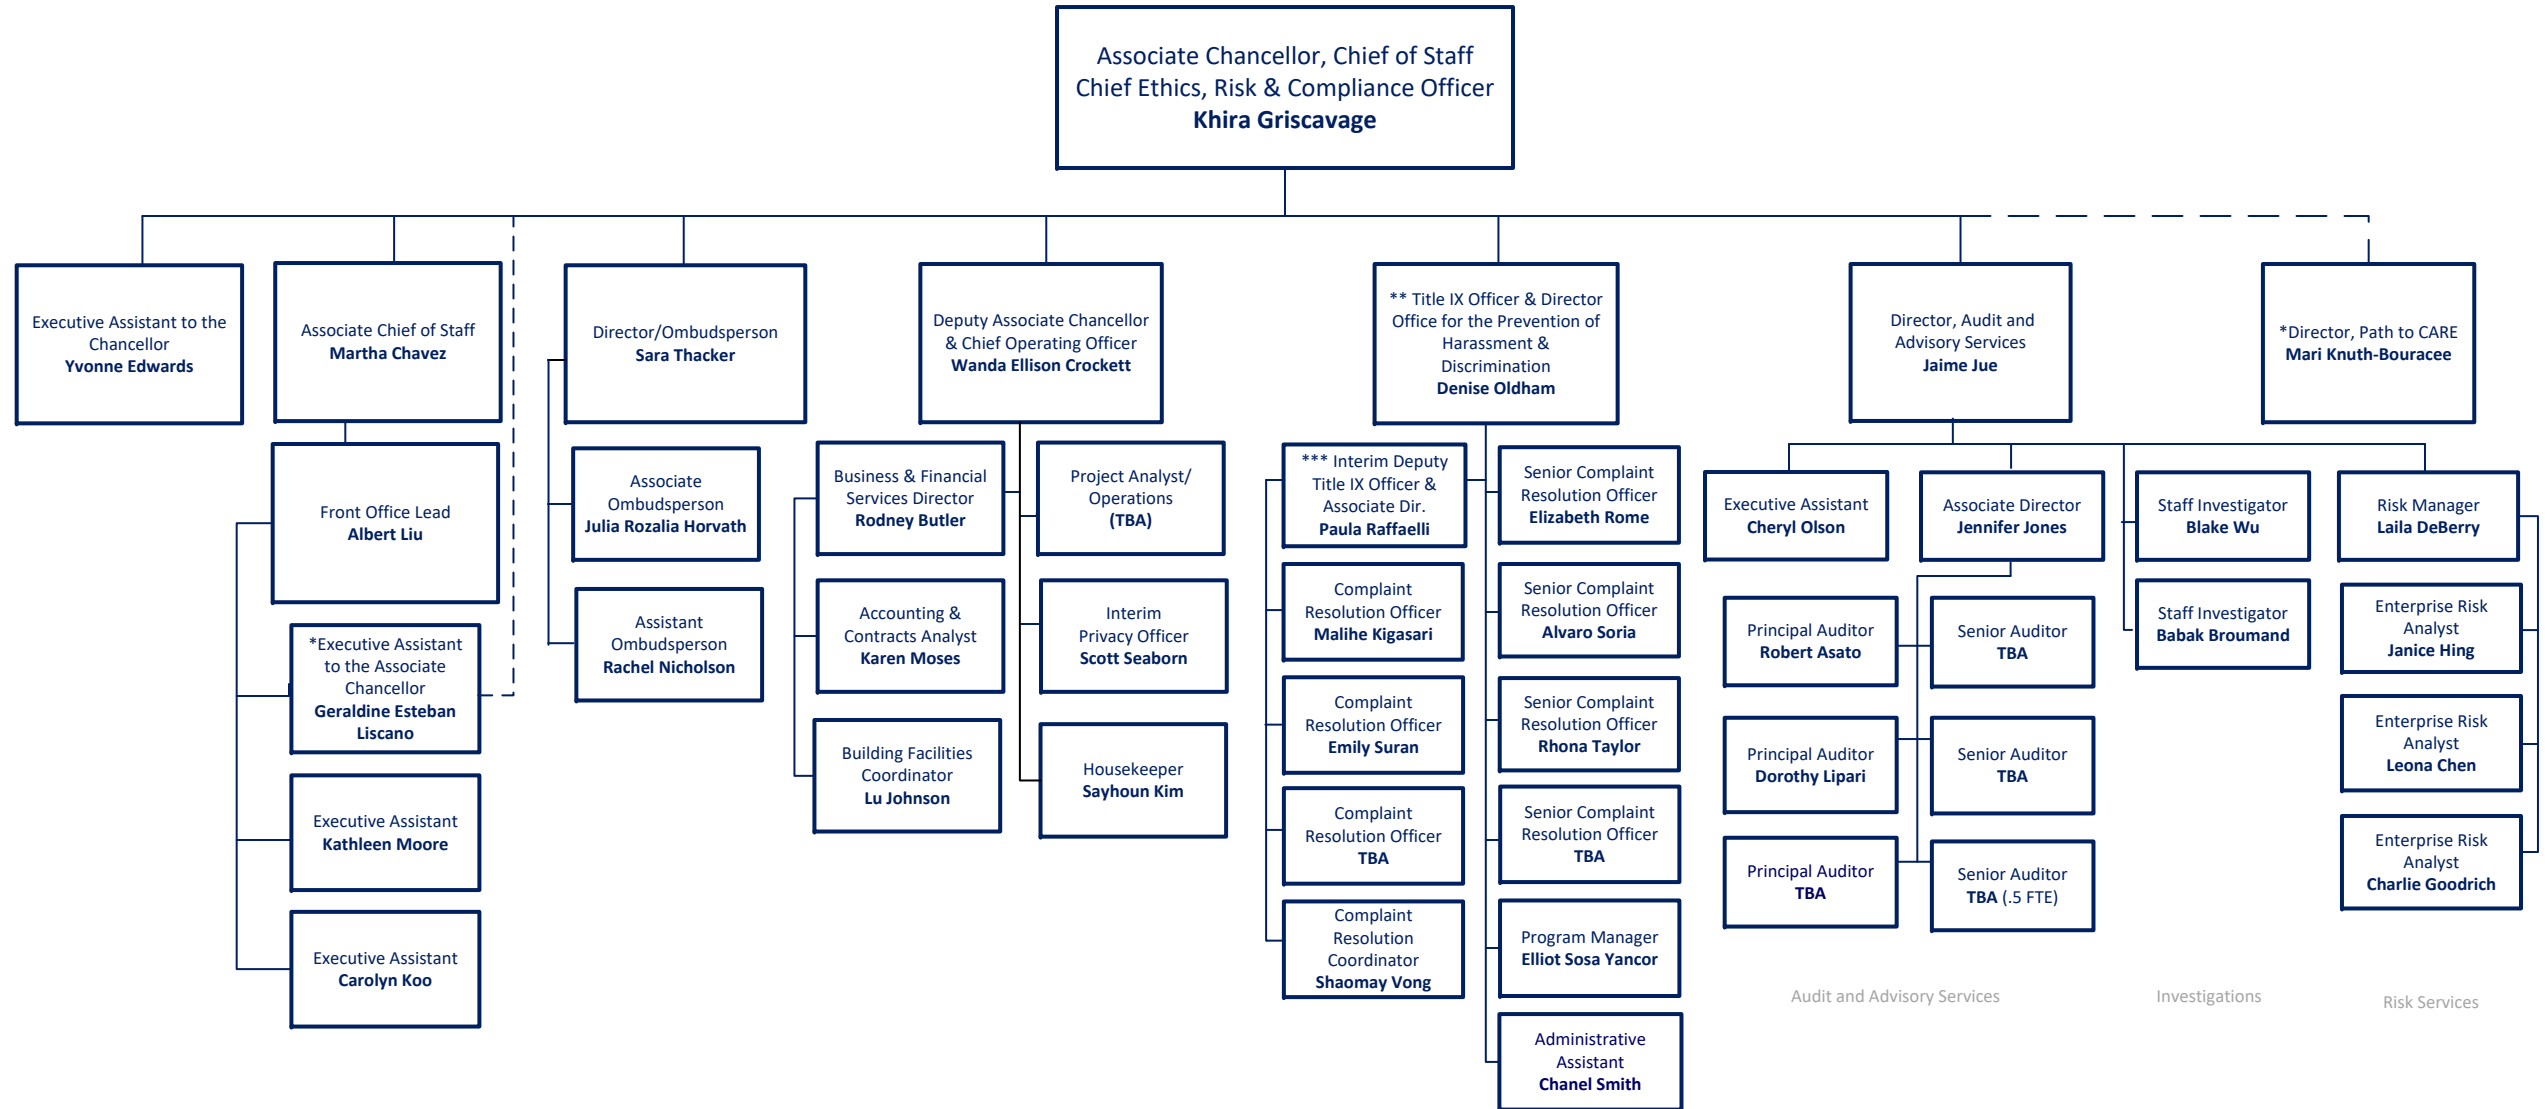 Associate Chancellor, Chief of Staff
Chief Ethics, Risk & Compliance Officer
Khira Griscavage
Executive Assistant to the
Chancellor
Yvonne Edwards
Associate Chief of Staff
Martha Chavez
Director/Ombudsperson
Sara Thacker
Deputy Associate Chancellor
& Chief Operating Officer
Wanda Ellison Crockett
** Title IX Officer & Director
Office for the Prevention of
Harassment &
Discrimination
Denise Oldham
Director, Audit and
Advisory Services
Jaime Jue
*Director, Path to CARE
Mari Knuth-Bouracee
Front Office Lead
Albert Liu
*Executive Assistant
to the Associate
Chancellor
Geraldine Esteban
Liscano
Executive Assistant
Kathleen Moore
Executive Assistant
Carolyn Koo
Associate
Ombudsperson
Julia Rozalia Horvath
Assistant
Ombudsperson
Rachel Nicholson
Business & Financial
Services Director
Rodney Butler
Accounting &
Contracts Analyst
Karen Moses
Building Facilities
Coordinator
Lu Johnson
Project Analyst/
Operations
(TBA)
Interim
Privacy Officer
Scott Seaborn
Housekeeper
Sayhoun Kim
*** Interim Deputy
Title IX Officer &
Associate Dir.
Paula Raffaelli
Complaint
Resolution Officer
Malihe Kigasari
Complaint
Resolution Officer
Emily Suran
Complaint
Resolution Officer
TBA
Complaint
Resolution
Coordinator
Shaomay Vong
Senior Complaint
Resolution Officer
Elizabeth Rome
Senior Complaint
Resolution Officer
Alvaro Soria
Senior Complaint
Resolution Officer
Rhona Taylor
Senior Complaint
Resolution Officer
TBA
Program Manager
Elliot Sosa Yancor
Administrative
Assistant
Chanel Smith
Executive Assistant
Cheryl Olson
Associate Director
Jennifer Jones
Principal Auditor
Robert Asato
Principal Auditor
Dorothy Lipari
Principal Auditor
TBA
Senior Auditor
TBA
Senior Auditor
TBA
Senior Auditor
TBA (.5 FTE)
Staff Investigator
Blake Wu
Staff Investigator
Babak Broumand
Risk Manager
Laila DeBerry
Enterprise Risk
Analyst
Janice Hing
Enterprise Risk
Analyst
Leona Chen
Enterprise Risk
Analyst
Charlie Goodrich
Audit and Advisory Services
Investigations
Risk Services